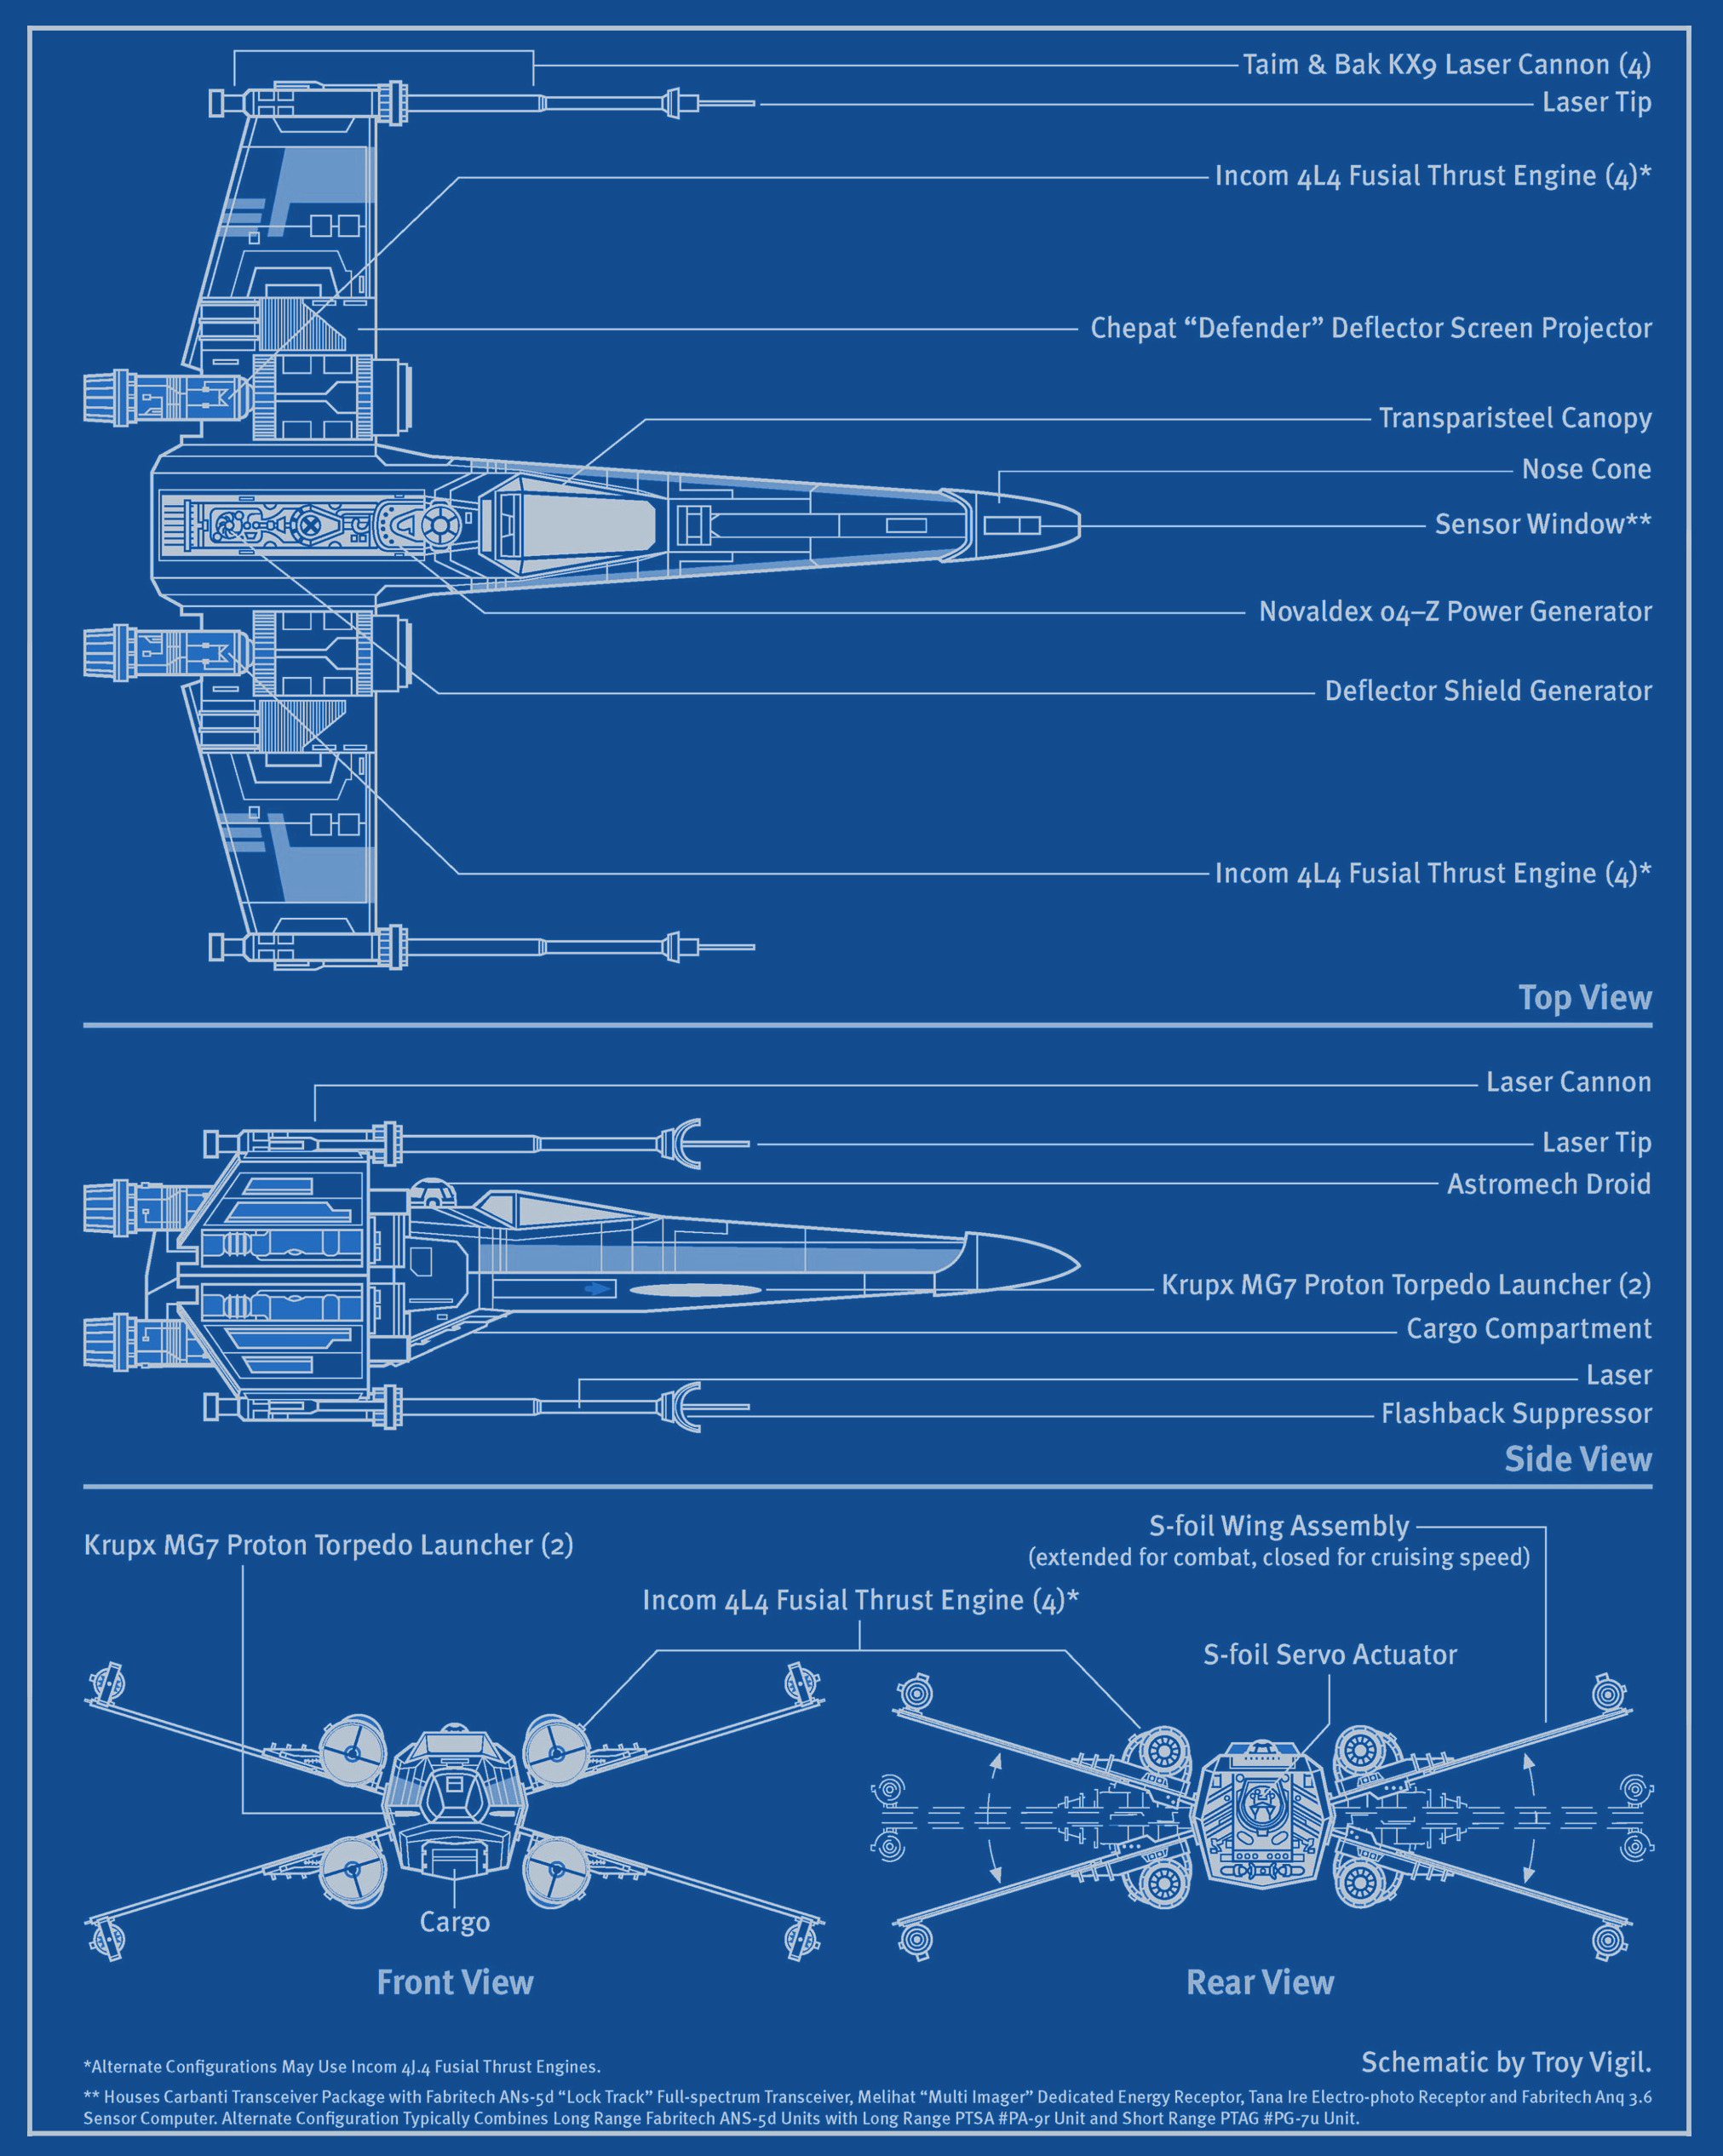 Taim & Bak KX9 Laser Cannon (4)
Laser Tip
Incom 4L4 Fusial Thrust Engine (4)*
Chepat “Defender” Deflector Screen Projector
Transparisteel Canopy
Nose Cone
Sensor Window**
Novaldex 04–Z Power Generator
Deflector Shield Generator
Incom 4L4 Fusial Thrust Engine (4)*
Top View
Laser Cannon
Laser Tip
Astromech Droid
Krupx MG7 Proton Torpedo Launcher (2)
Cargo Compartment
Laser
Flashback Suppressor
Side View
Krupx MG7 Proton Torpedo Launcher (2)
S-foil Wing Assembly
(extended for combat, closed for cruising speed)
Incom 4L4 Fusial Thrust Engine (4)*
S-foil Servo Actuator
Cargo
Front View
Rear View
*Alternate Configurations May Use Incom 4J.4 Fusial Thrust Engines.
Schematic by Troy Vigil.
** Houses Carbanti Transceiver Package with Fabritech ANs-5d “Lock Track” Full-spectrum Transceiver, Melihat “Multi Imager” Dedicated Energy Receptor, Tana Ire Electro-photo Receptor and Fabritech Anq 3.6
Sensor Computer. Alternate Configuration Typically Combines Long Range Fabritech ANS-5d Units with Long Range PTSA #PA-9r Unit and Short Range PTAG #PG-7u Unit.